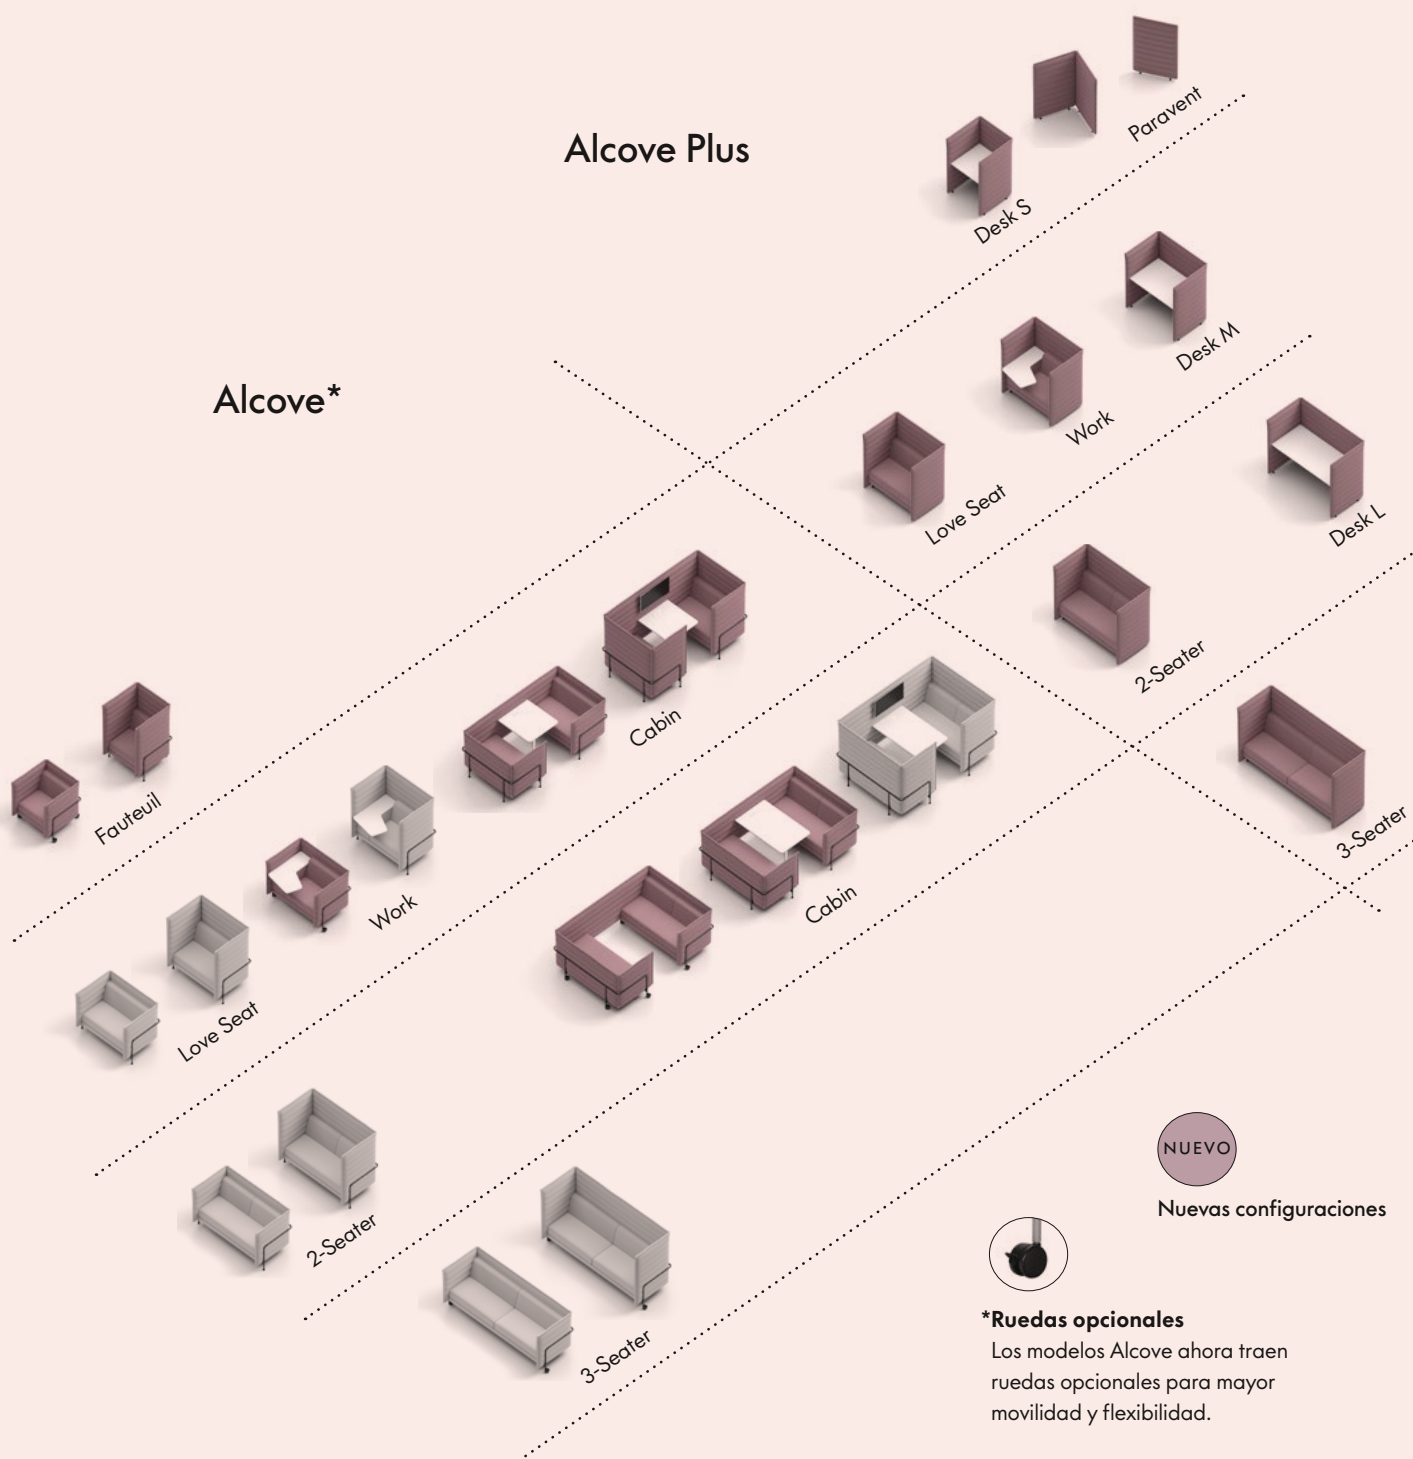 Alcove Plus
Paravent
Desk S
Desk M
Alcove*
Work
Love Seat
Desk L
2-Seater
Cabin
Fauteuil
3-Seater
Work
Cabin
Love Seat
NUEVO
Nuevas configuraciones
2-Seater
*Ruedas opcionales
Los modelos Alcove ahora traen
ruedas opcionales para mayor
movilidad y flexibilidad.
3-Seater